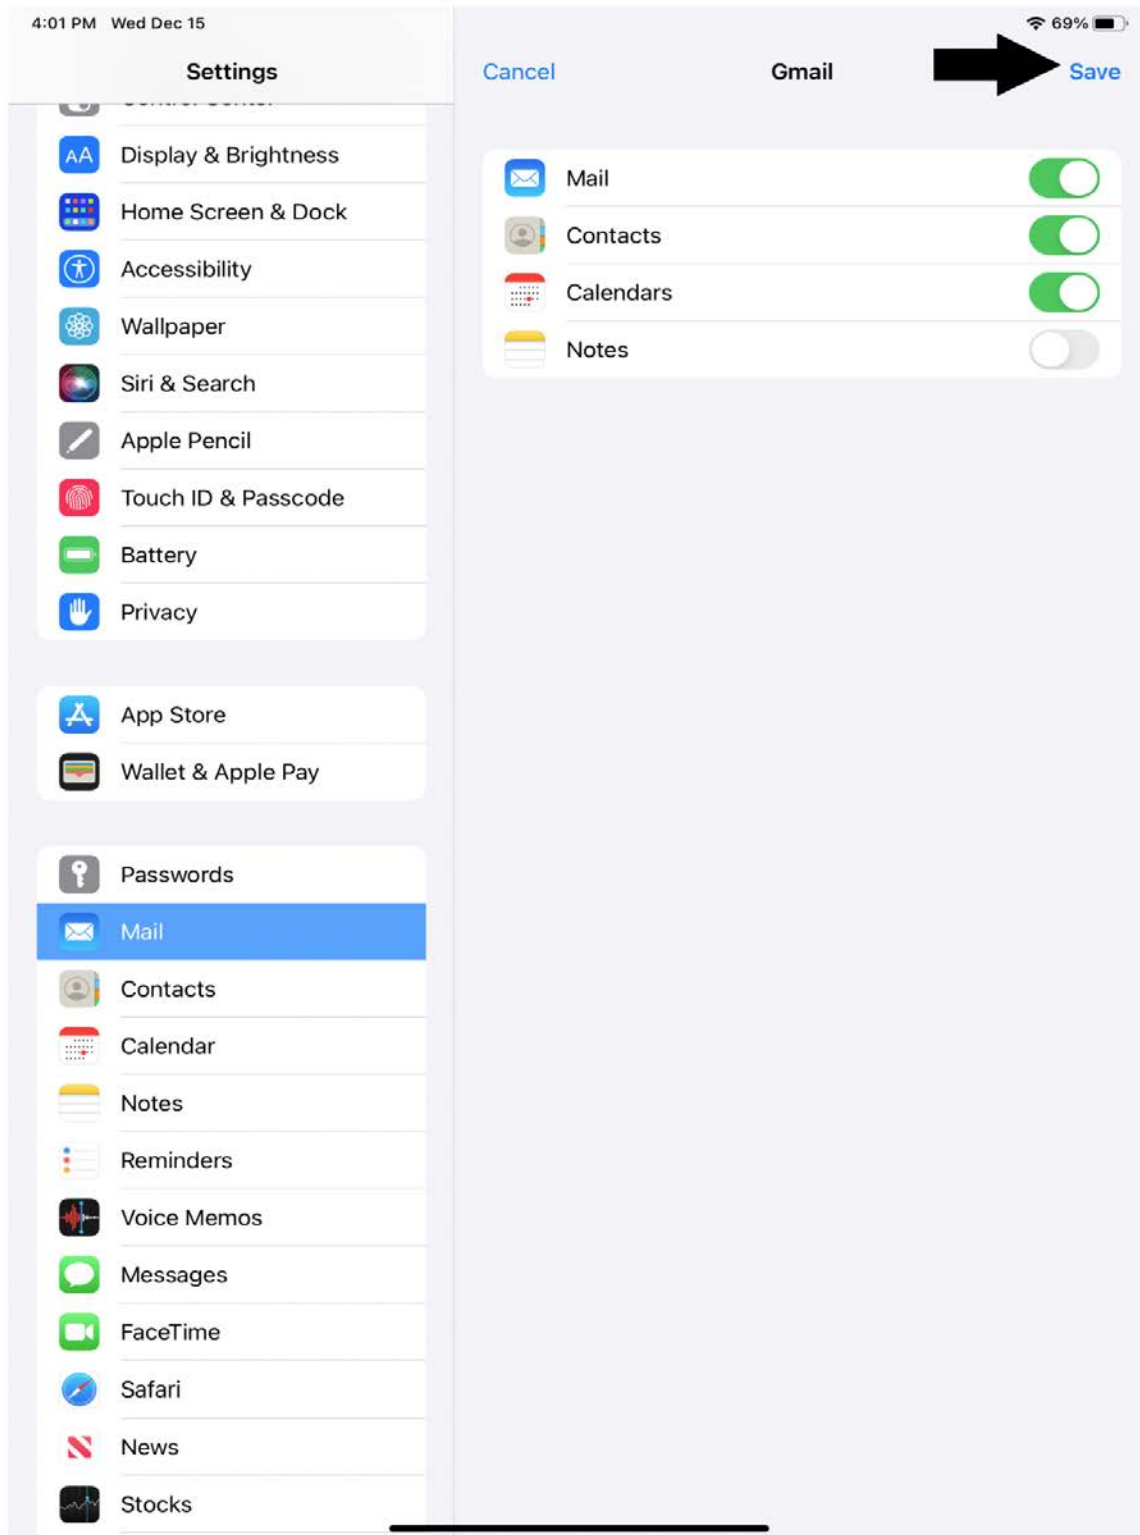 4:01 PM Wed Dec 15
69%
Settings
Display & Brightness
Home Screen & Dock
Accessibility
Wallpaper
Siri & Search
Apple Pencil
Touch ID & Passcode
Battery
Privacy
App Store
Wallet & Apple Pay
Passwords
Mail
Contacts
Calendar
Notes
Reminders
Voice Memos
Messages
FaceTime
Safari
News
Stocks
Cancel
Gmail
Save
Mail
Contacts
Calendars
Notes